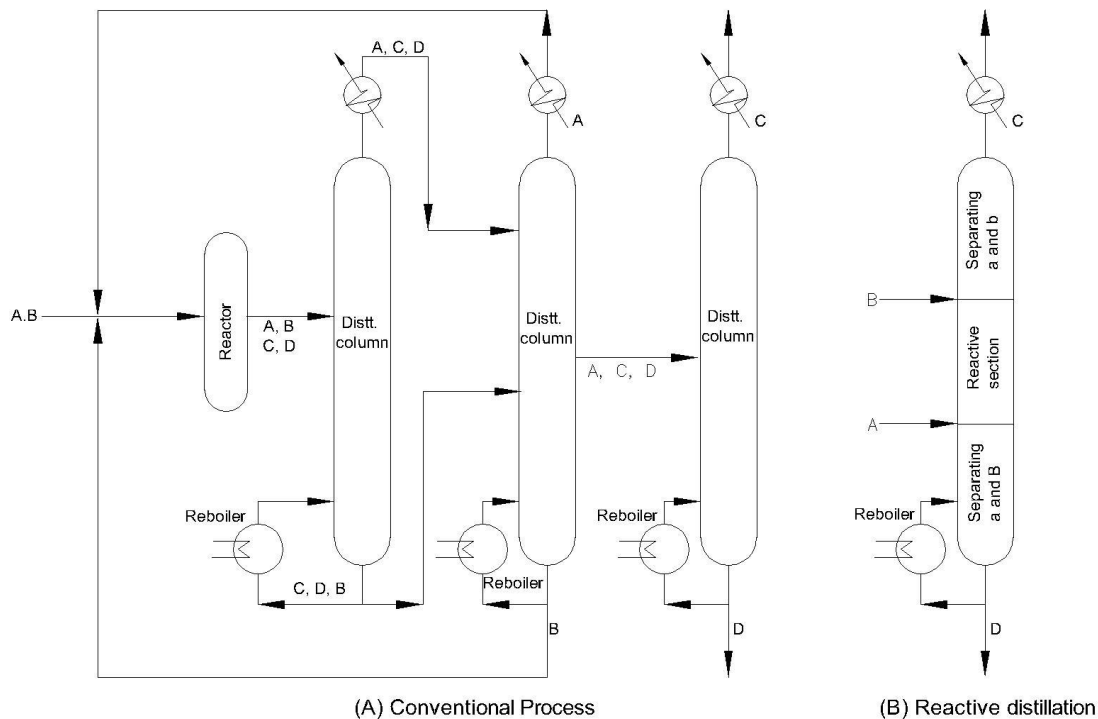 A, C, D
A
C
C
A.B
Reactor
A, B
C, D
Distt.
column
Distt.
column
A, C, D
Distt.
column
B
A
Separating
a and b
Reactive
section
Separating
a and B
Reboiler
Reboiler
Reboiler
Reboiler
C, D, B
B
D
D
(A) Conventional Process
(B) Reactive distillation